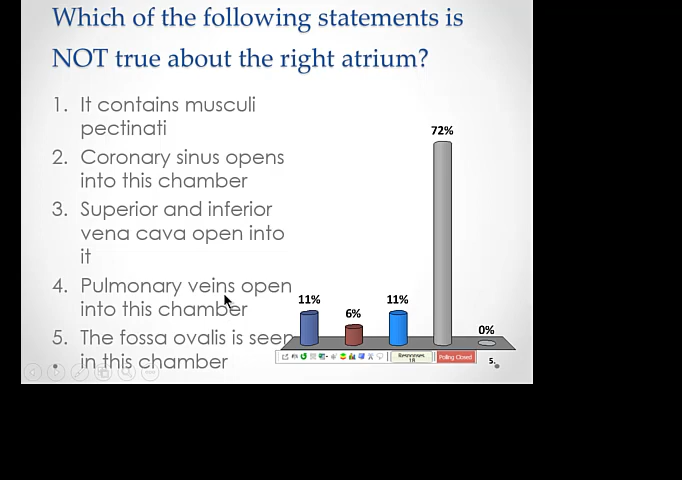 Which of the following statements is
NOT true about the right atrium?
1. It contains musculi
pectinati
2. Coronary sinus opens
into this chamber
3. Superior and inferior
vena cava open into
it
4. Pulmonary veins open
into this chamber
5. The fossa ovalis is seen
in this chamber
72%
11%
6%
11%
0%
Responses
18
Polling Closed
5.